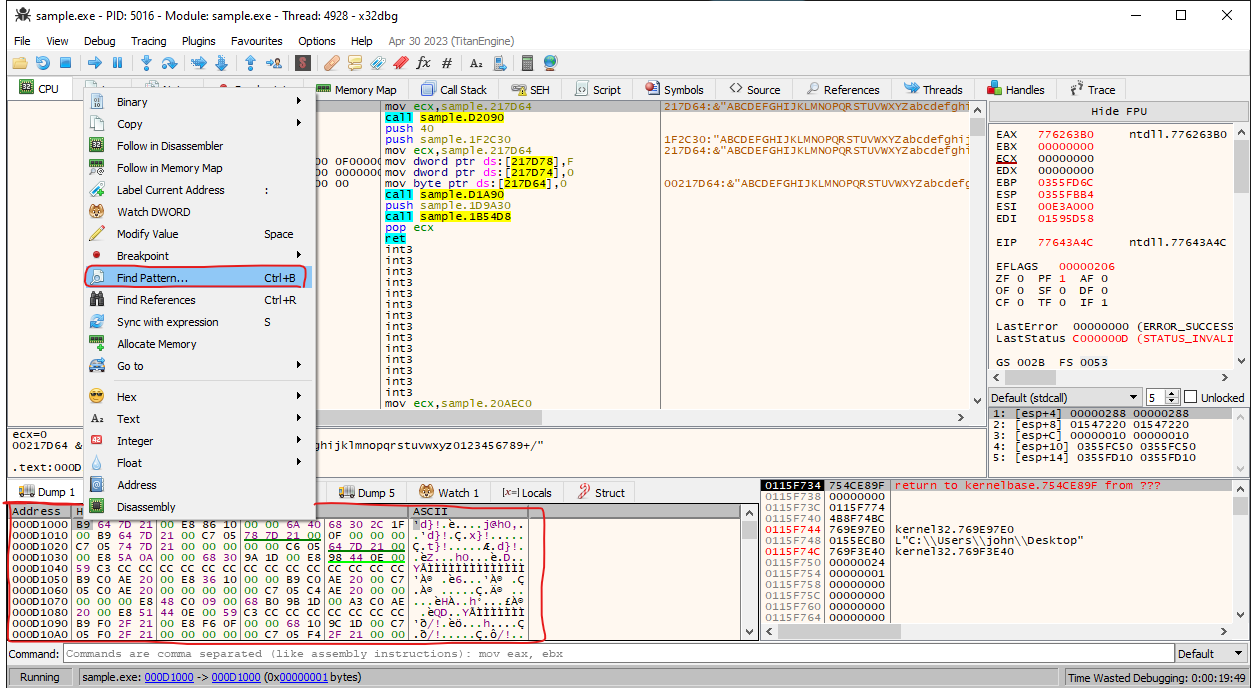 sample.exe - PID: 5016 - Module: sample.exe - Thread: 4928 - x32dbg
File View Debug Tracing Plugins Favourites Options Help Apr 30 2023 (TitanEngine)
CPU Memory Map Call Stack SEH Script Symbols Source References Threads Handles Trace
Binary
Copy
Follow in Disassembler
Follow in Memory Map
Label Current Address :
Watch DWORD
Modify Value Space
Breakpoint
Find Pattern... Ctrl+B
Find References Ctrl+R
Sync with expression S
Allocate Memory
Go to
Hex
Text
Integer
Float
Address
Disassembly
mov ecx,sample.217D64 217D64:&"ABCDEFGHIJKLMNOPQRSTUVWXYZabcdefghi
call sample.D2090
push 40
push sample.1F2C30 1F2C30:"ABCDEFGHIJKLMNOPQRSTUVWXYZabcdefghij
mov ecx,sample.217D64 217D64:&"ABCDEFGHIJKLMNOPQRSTUVWXYZabcdefghi
00 0F00000 mov dword ptr ds:[217D78],F
00 0000000 mov dword ptr ds:[217D74],0
00 00 mov byte ptr ds:[217D64],0 00217D64:&"ABCDEFGHIJKLMNOPQRSTUVWXYZabcdefg
call sample.D1A90
push sample.1D9A30
call sample.1B54D8
pop ecx
ret
int3
int3
int3
int3
int3
int3
int3
int3
int3
int3
int3
int3
int3
int3
mov ecx,sample.20AEC0
Hide FPU
EAX 776263B0 ntdll.776263B0
EBX 00000000
ECX 00000000
EDX 00000000
EBP 0355FD6C
ESP 0355FBB4
ESI 00E3A000
EDI 01595D58
EIP 77643A4C ntdll.77643A4C
EFLAGS 00000206
ZF 0 PF 1 AF 0
OF 0 SF 0 DF 0
CF 0 TF 0 IF 1
LastError 00000000 (ERROR_SUCCESS
LastStatus C000000D (STATUS_INVALI
GS 002B FS 0053
Default (stdcall) 5 Unlocked
1: [esp+4] 00000288 00000288
2: [esp+8] 01547220 01547220
3: [esp+C] 00000010 00000010
4: [esp+10] 0355FC50 0355FC50
5: [esp+14] 0355FD10 0355FD10
ecx=0
00217D64 & ghijklmnopqrstuvwxyz0123456789+/"
.text:000D
Dump 1 Dump 5 Watch 1 [x=] Locals Struct
Address H ASCII
000D1000 B9 64 7D 21 00 E8 86 10 00 00 6A 40 68 30 2C 1F
000D1010 00 B9 64 7D 21 00 C7 05 78 7D 21 00 0F 00 00 00
000D1020 C7 05 74 7D 21 00 00 00 00 00 C6 05 64 7D 21 00
000D1030 00 E8 5A 0A 00 00 68 30 9A 1D 00 E8 98 44 0E 00
000D1040 59 C3 CC CC CC CC CC CC CC CC CC CC CC CC CC CC
000D1050 B9 C0 AE 20 00 E8 36 10 00 00 B9 C0 AE 20 00 C7
000D1060 05 C0 AE 20 00 00 00 00 00 C7 05 C4 AE 20 00 00
000D1070 00 00 00 E8 48 C0 09 00 68 B0 9B 1D 00 A3 C0 AE
000D1080 20 00 E8 51 44 0E 00 59 C3 CC CC CC CC CC CC CC
000D1090 B9 F0 2F 21 00 E8 F6 0F 00 00 68 10 9C 1D 00 C7
000D10A0 05 F0 2F 21 00 00 00 00 00 C7 05 F4 2F 21 00 00
0115F734 754CE89F return to kernelbase.754CE89F from ???
0115F738 00000000
0115F73C 0115F774
0115F740 4B8F74BC
0115F744 769E97E0 kernel32.769E97E0
0115F748 0155ECB0 L"C:\\Users\\john\\Desktop"
0115F74C 769F3E40 kernel32.769F3E40
0115F750 00000024
0115F754 00000001
0115F758 00000000
0115F75C 00000000
0115F760 00000000
0115F764 00000000
Command: Commands are comma separated (like assembly instructions): mov eax, ebx Default
Running sample.exe: 000D1000 -> 000D1000 (0x00000001 bytes) Time Wasted Debugging: 0:00:19:49